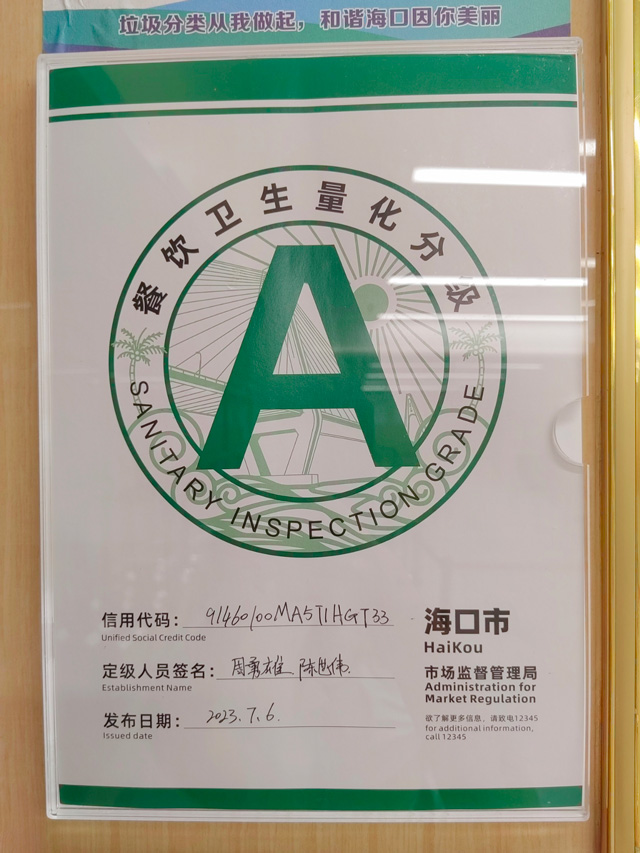 垃圾分类从我做起，和谐海口因你美丽
餐饮卫生量化分级
A
SANITARY INSPECTION GRADE
信用代码：91460100MA5T1HGT33
Unified Social Credit Code
定级人员签名：周勇雄
Establishment Name
发布日期：2023.7.6.
Issued date
海口市
HaiKou
市场监督管理局
Administration for
Market Regulation
欲了解更多信息，请致电12345
for additional information,
call 12345